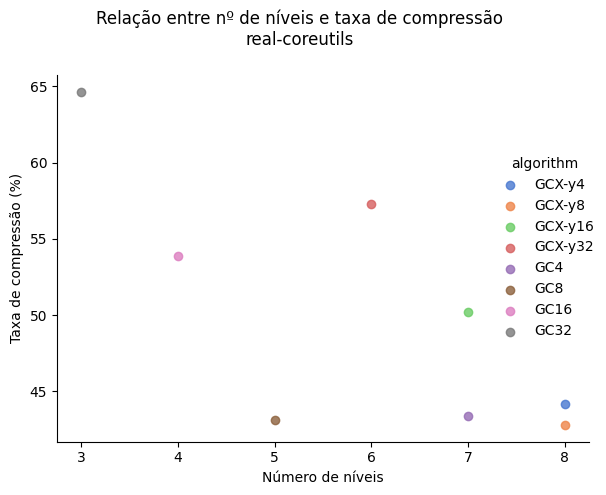 Relação entre nº de níveis e taxa de compressão
real-coreutils
65
60
55
50
45
Taxa de compressão (%)
3 4 5 6 7 8
Número de níveis
algorithm
GCX-y4
GCX-y8
GCX-y16
GCX-y32
GC4
GC8
GC16
GC32